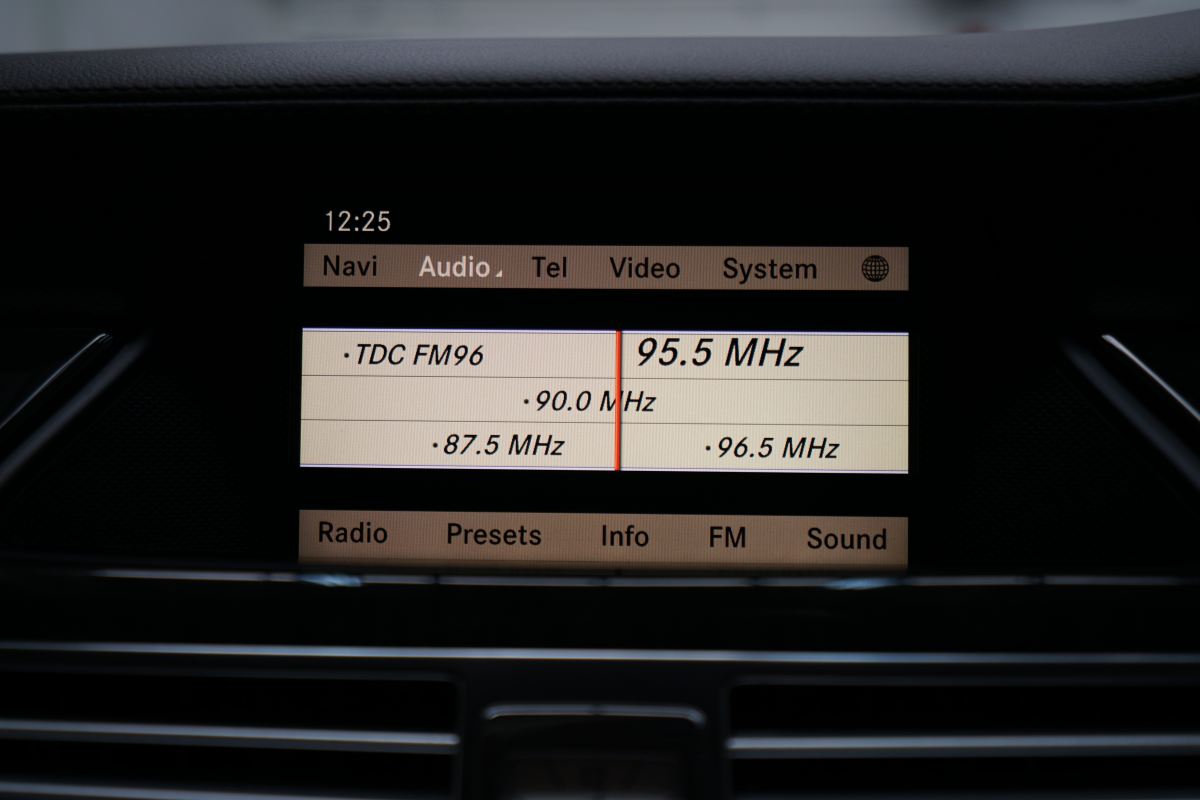 12:25
Navi Audio Tel Video System
·TDC FM96 95.5 MHz
·90.0 MHz
·87.5 MHz ·96.5 MHz
Radio Presets Info FM Sound